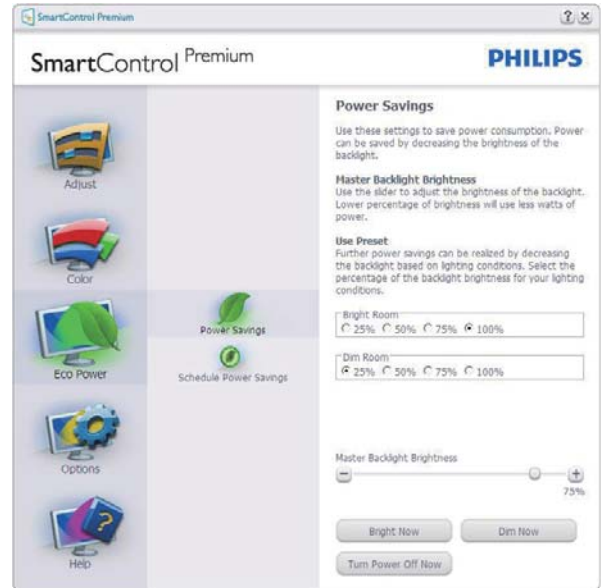 SmartControl Premium
SmartControl Premium
PHILIPS
Adjust
Color
Eco Power
Options
Help
Power Savings
Schedule Power Savings
Power Savings
Use these settings to save power consumption. Power
can be saved by decreasing the brightness of the
backlight.
Master Backlight Brightness
Use the slider to adjust the brightness of the backlight.
Lower percentage of brightness will use less watts of
power.
Use Preset
Further power savings can be realized by decreasing
the backlight based on lighting conditions. Select the
percentage of the backlight brightness for your lighting
conditions.
Bright Room
25% 50% 75% 100%
Dim Room
25% 50% 75% 100%
Master Backlight Brightness
75%
Bright Now Dim Now
Turn Power Off Now